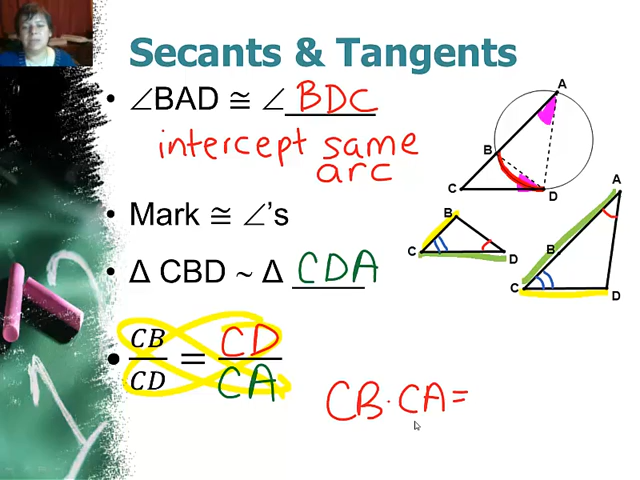 Secants & Tangents
• ∠BAD ≅ ∠ BDC
intercept same
arc
• Mark ≅ ∠'s
• Δ CBD ~ Δ CDA
• CB/CD = CD/CA
CB · CA =
A
B
C
D
B
C
D
A
B
C
D